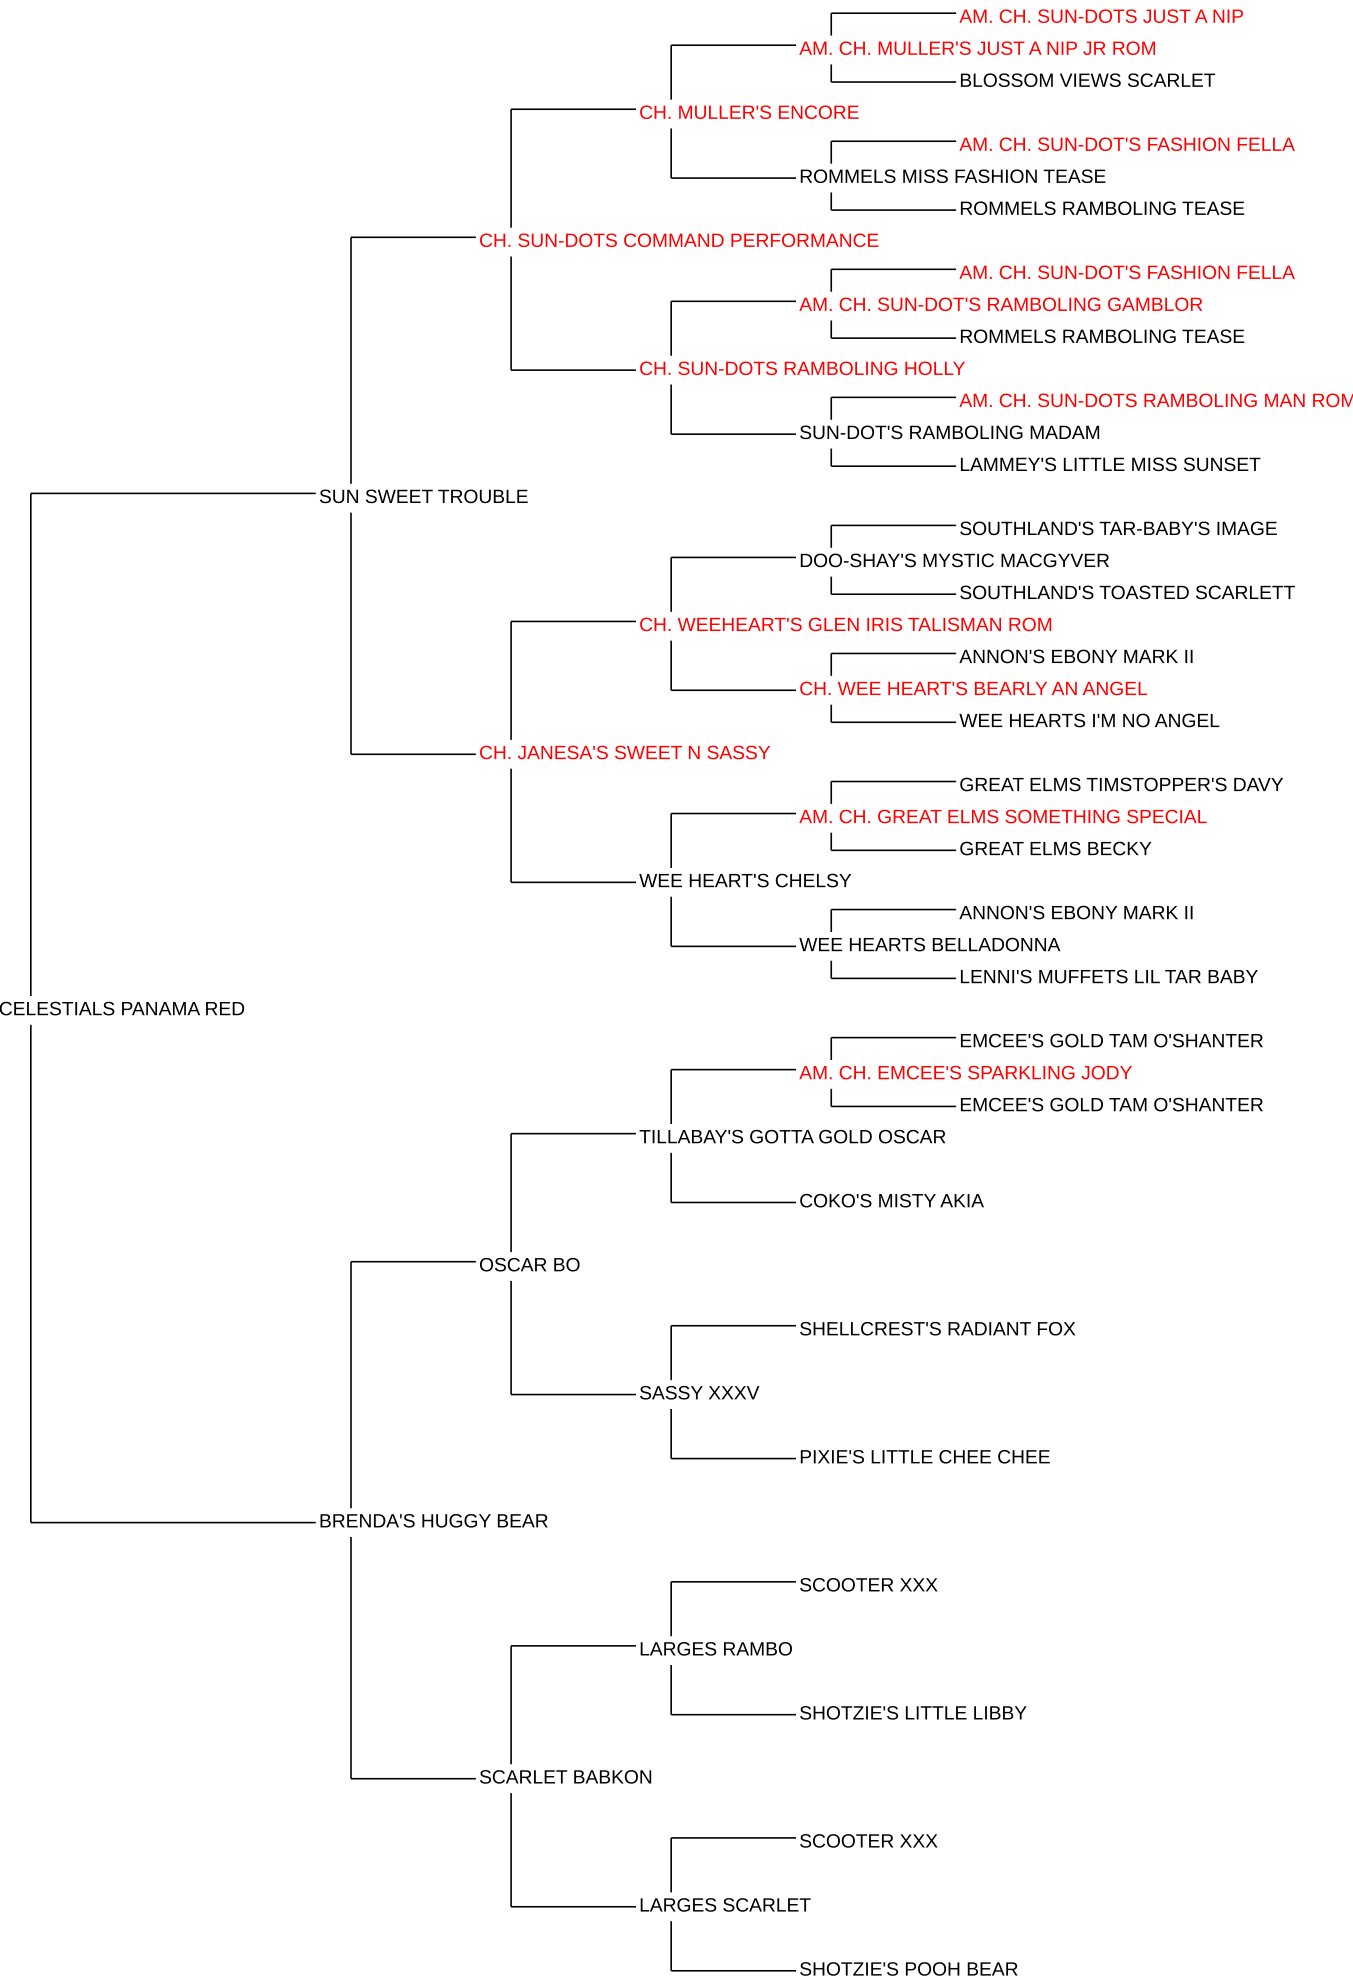 AM. CH. SUN-DOTS JUST A NIP
AM. CH. MULLER'S JUST A NIP JR ROM
BLOSSOM VIEWS SCARLET
CH. MULLER'S ENCORE
AM. CH. SUN-DOT'S FASHION FELLA
ROMMELS MISS FASHION TEASE
ROMMELS RAMBOLING TEASE
CH. SUN-DOTS COMMAND PERFORMANCE
AM. CH. SUN-DOT'S FASHION FELLA
AM. CH. SUN-DOT'S RAMBOLING GAMBLOR
ROMMELS RAMBOLING TEASE
CH. SUN-DOTS RAMBOLING HOLLY
AM. CH. SUN-DOTS RAMBOLING MAN ROM
SUN-DOT'S RAMBOLING MADAM
LAMMEY'S LITTLE MISS SUNSET
SUN SWEET TROUBLE
SOUTHLAND'S TAR-BABY'S IMAGE
DOO-SHAY'S MYSTIC MACGYVER
SOUTHLAND'S TOASTED SCARLETT
CH. WEEHEART'S GLEN IRIS TALISMAN ROM
ANNON'S EBONY MARK II
CH. WEE HEART'S BEARLY AN ANGEL
WEE HEARTS I'M NO ANGEL
CH. JANESA'S SWEET N SASSY
GREAT ELMS TIMSTOPPER'S DAVY
AM. CH. GREAT ELMS SOMETHING SPECIAL
GREAT ELMS BECKY
WEE HEART'S CHELSY
ANNON'S EBONY MARK II
WEE HEARTS BELLADONNA
LENNI'S MUFFETS LIL TAR BABY
CELESTIALS PANAMA RED
EMCEE'S GOLD TAM O'SHANTER
AM. CH. EMCEE'S SPARKLING JODY
EMCEE'S GOLD TAM O'SHANTER
TILLABAY'S GOTTA GOLD OSCAR
COKO'S MISTY AKIA
OSCAR BO
SHELLCREST'S RADIANT FOX
SASSY XXXV
PIXIE'S LITTLE CHEE CHEE
BRENDA'S HUGGY BEAR
SCOOTER XXX
LARGES RAMBO
SHOTZIE'S LITTLE LIBBY
SCARLET BABKON
SCOOTER XXX
LARGES SCARLET
SHOTZIE'S POOH BEAR